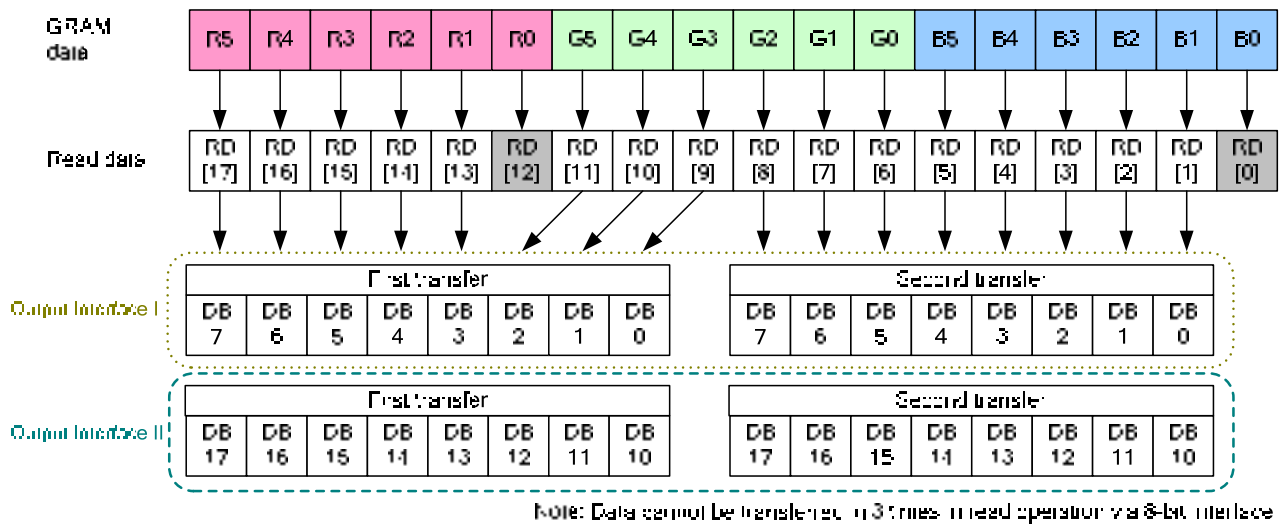 GRAM
data
R5 R4 R3 R2 R1 R0 G5 G4 G3 G2 G1 G0 B5 B4 B3 B2 B1 B0
Read data
RD RD RD RD RD RD RD RD RD RD RD RD RD RD RD RD RD RD
[17] [16] [15] [14] [13] [12] [11] [10] [9] [8] [7] [6] [5] [4] [3] [2] [1] [0]
First transfer Second transfer
Output Interface I
DB DB DB DB DB DB DB DB DB DB DB DB DB DB DB DB
7 6 5 4 3 2 1 0 7 6 5 4 3 2 1 0
First transfer Second transfer
Output Interface II
DB DB DB DB DB DB DB DB DB DB DB DB DB DB DB DB
17 16 15 14 13 12 11 10 17 16 15 14 13 12 11 10
Note: Data cannot be transferred in 3 times in read operation via 8-bit interface